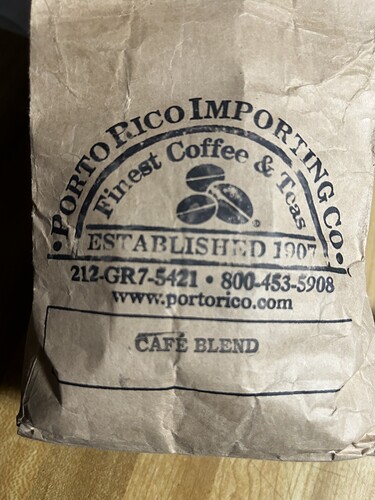 • PORTO RICO IMPORTING CO •
Finest Coffee & Teas
ESTABLISHED 1907
212-GR7-5421 • 800-453-5908
www.portorico.com
CAFÉ BLEND